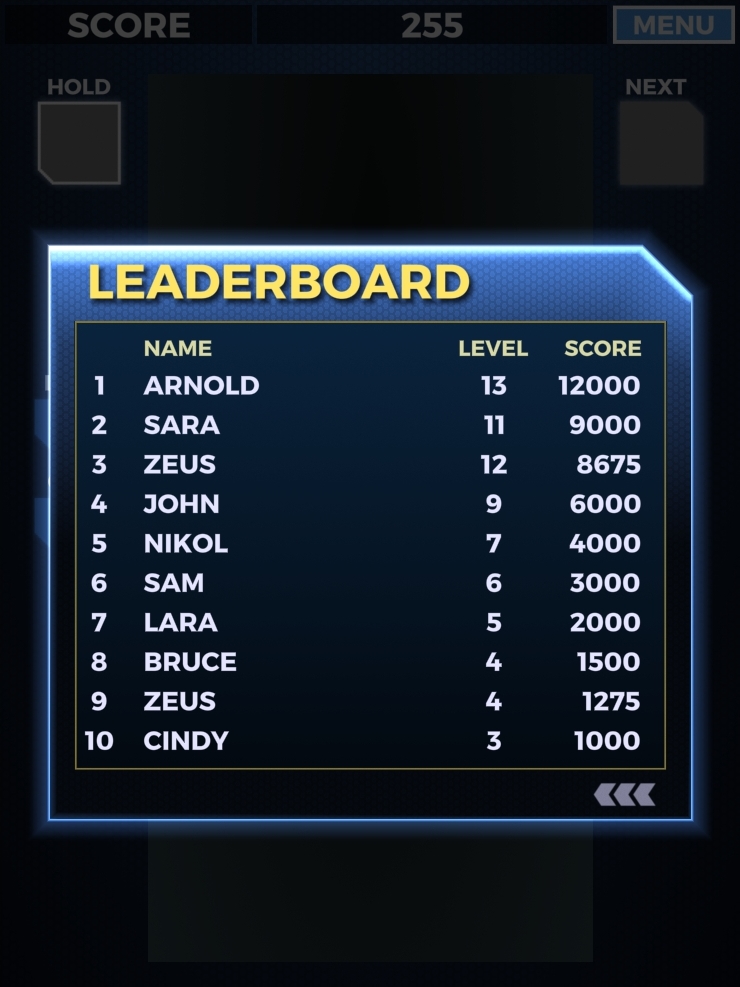 SCORE 255 MENU
HOLD NEXT
LEADERBOARD
NAME LEVEL SCORE
1 ARNOLD 13 12000
2 SARA 11 9000
3 ZEUS 12 8675
4 JOHN 9 6000
5 NIKOL 7 4000
6 SAM 6 3000
7 LARA 5 2000
8 BRUCE 4 1500
9 ZEUS 4 1275
10 CINDY 3 1000